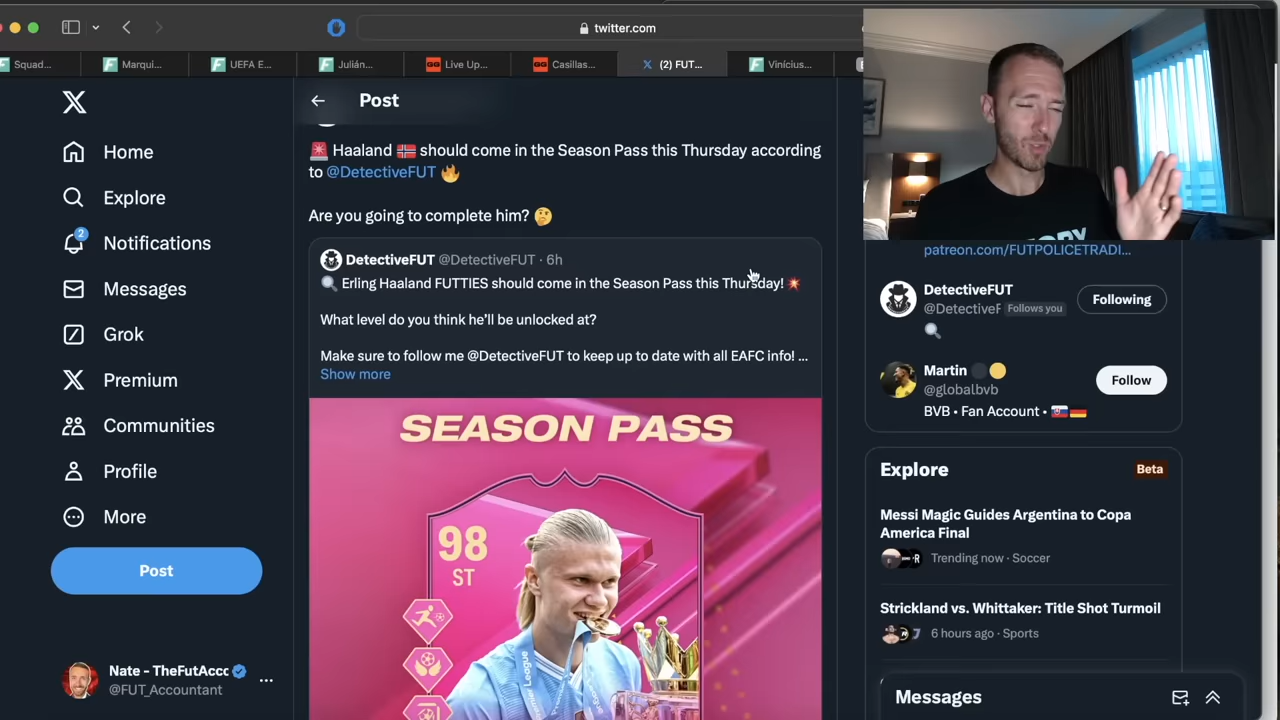 twitter.com
Squad...
Marqui...
UEFA E...
Julián...
Live Up...
Casillas...
(2) FUT...
Vinícius...
Home
Explore
2
Notifications
Messages
Grok
Premium
Communities
Profile
More
Post
Nate - TheFutAcc
@FUT_Accountant
Post
🚨 Haaland 🇳🇴 should come in the Season Pass this Thursday according
to @DetectiveFUT 🔥
Are you going to complete him? 🤔
DetectiveFUT @DetectiveFUT · 6h
🔍 Erling Haaland FUTTIES should come in the Season Pass this Thursday! 💥
What level do you think he'll be unlocked at?
Make sure to follow me @DetectiveFUT to keep up to date with all EAFC info! ...
Show more
SEASON PASS
98
ST
Premier League
patreon.com/FUTPOLICETRADI...
DetectiveFUT
@DetectiveF Follows you
🔍
Following
Martin
@globalbvb
Follow
BVB • Fan Account • 🇸🇰🇩🇪
Explore
Beta
Messi Magic Guides Argentina to Copa
America Final
Trending now · Soccer
Strickland vs. Whittaker: Title Shot Turmoil
6 hours ago · Sports
Messages